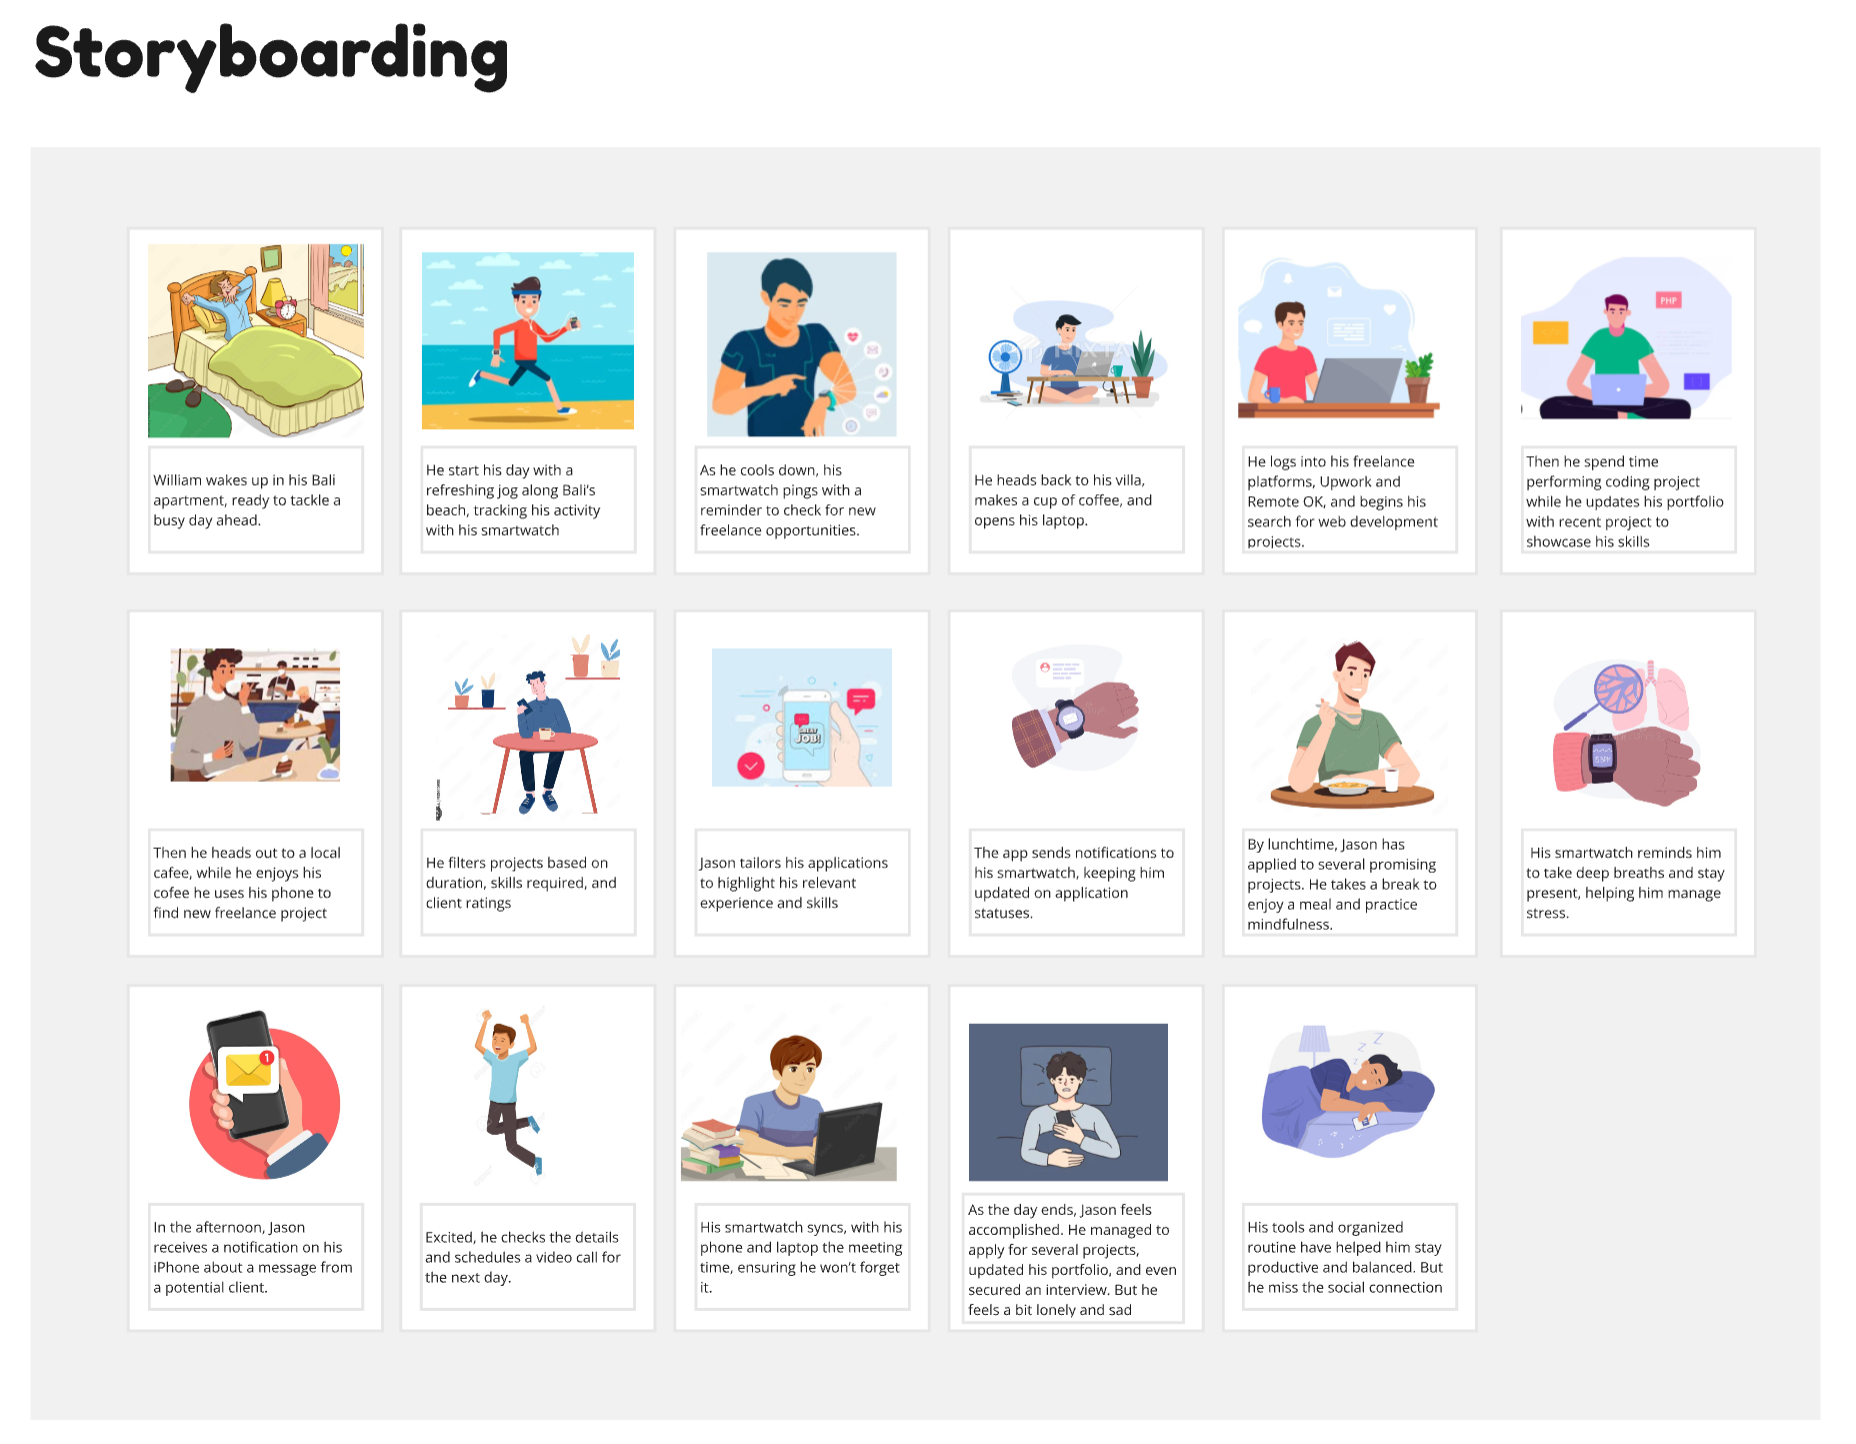 Storyboarding
William wakes up in his Bali
apartment, ready to tackle a
busy day ahead.
He start his day with a
refreshing jog along Bali's
beach, tracking his activity
with his smartwatch
As he cools down, his
smartwatch pings with a
reminder to check for new
freelance opportunities.
He heads back to his villa,
makes a cup of coffee, and
opens his laptop.
He logs into his freelance
platforms, Upwork and
Remote OK, and begins his
search for web development
projects.
PHP
Then he spend time
performing coding project
while he updates his portfolio
with recent project to
showcase his skills
Then he heads out to a local
cafee, while he enjoys his
cofee he uses his phone to
find new freelance project
He filters projects based on
duration, skills required, and
client ratings
GREAT
JOB!
Jason tailors his applications
to highlight his relevant
experience and skills
The app sends notifications to
his smartwatch, keeping him
updated on application
statuses.
By lunchtime, Jason has
applied to several promising
projects. He takes a break to
enjoy a meal and practice
mindfulness.
His smartwatch reminds him
to take deep breaths and stay
present, helping him manage
stress.
1
In the afternoon, Jason
receives a notification on his
iPhone about a message from
a potential client.
Excited, he checks the details
and schedules a video call for
the next day.
His smartwatch syncs, with his
phone and laptop the meeting
time, ensuring he won't forget
it.
As the day ends, Jason feels
accomplished. He managed to
apply for several projects,
updated his portfolio, and even
secured an interview. But he
feels a bit lonely and sad
Z Z Z
His tools and organized
routine have helped him stay
productive and balanced. But
he miss the social connection